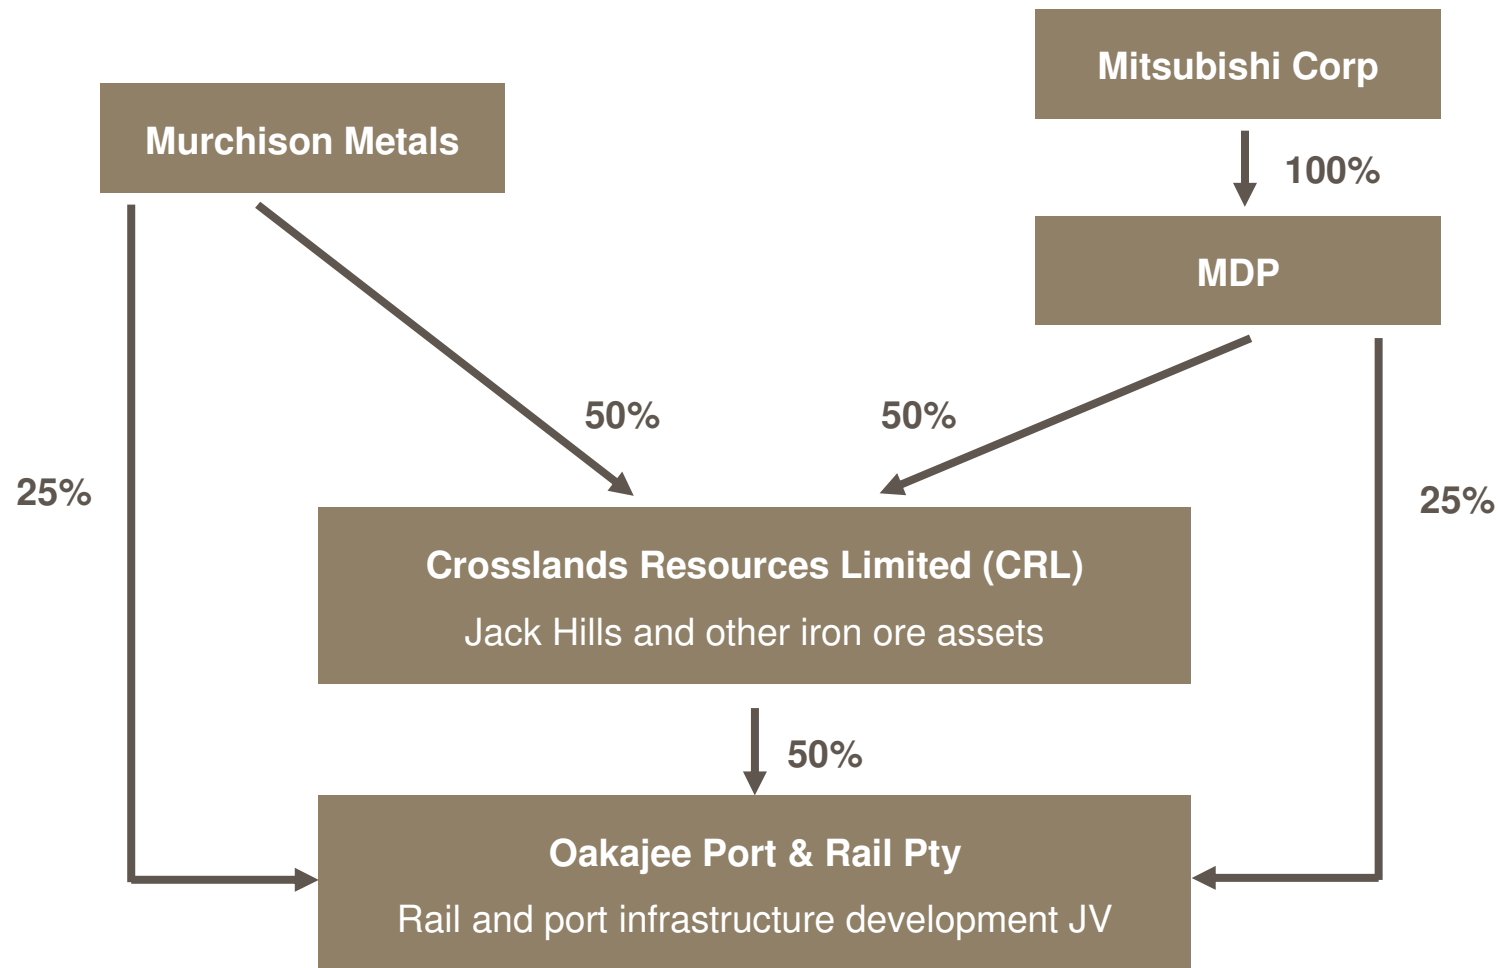 Mitsubishi Corp
Murchison Metals
100%
MDP
50%
50%
25%
25%
Crosslands Resources Limited (CRL)
Jack Hills and other iron ore assets
50%
Oakajee Port & Rail Pty
Rail and port infrastructure development JV